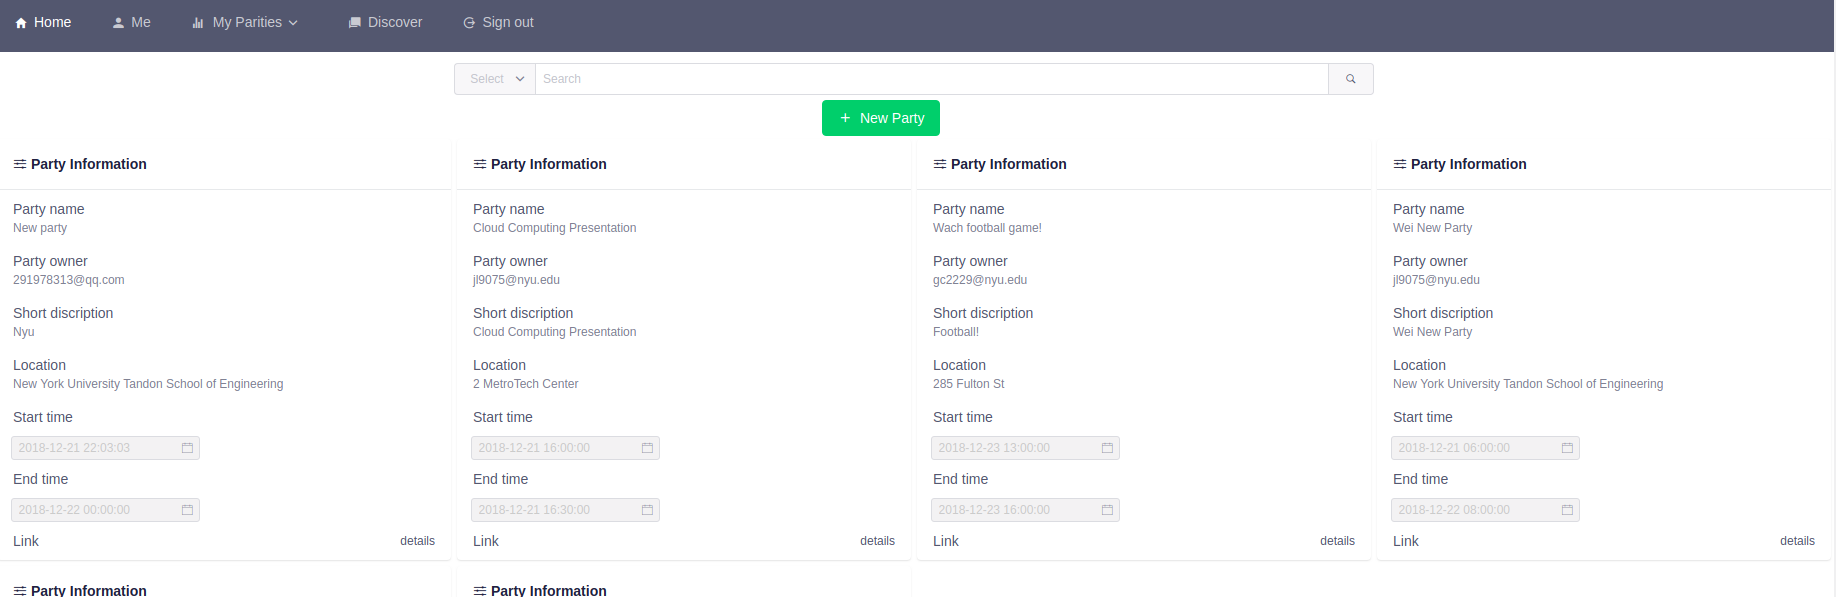 Home Me My Parities Discover Sign out
Select Search
New Party
Party Information Party Information Party Information Party Information
Party name Party name Party name Party name
New party Cloud Computing Presentation Wach football game! Wei New Party
Party owner Party owner Party owner Party owner
291978313@qq.com jl9075@nyu.edu gc2229@nyu.edu jl9075@nyu.edu
Short discription Short discription Short discription Short discription
Nyu Cloud Computing Presentation Football! Wei New Party
Location Location Location Location
New York University Tandon School of Engineering 2 MetroTech Center 285 Fulton St New York University Tandon School of Engineering
Start time Start time Start time Start time
2018-12-21 22:03:03 2018-12-21 16:00:00 2018-12-23 13:00:00 2018-12-21 06:00:00
End time End time End time End time
2018-12-22 00:00:00 2018-12-21 16:30:00 2018-12-23 16:00:00 2018-12-22 08:00:00
Link details Link details Link details Link details
Party Information Party Information